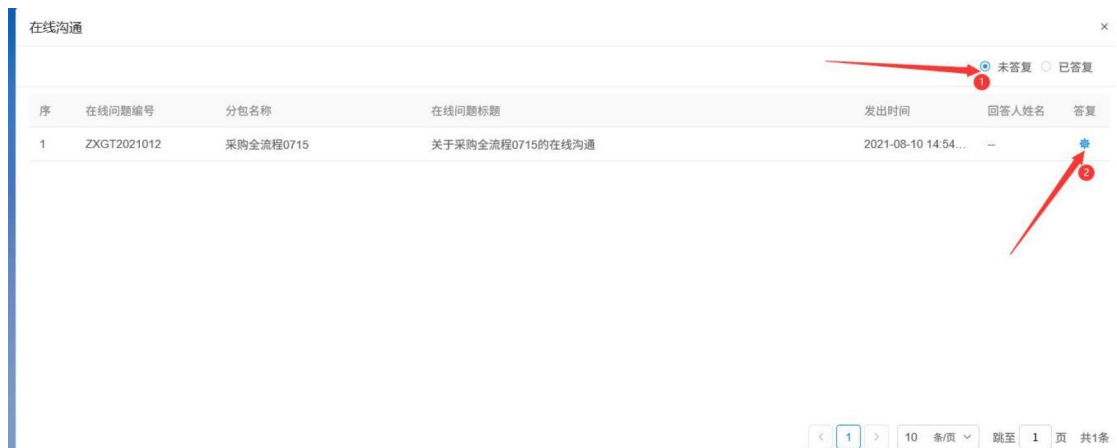 在线沟通 ×
未答复 已答复
1
序 在线问题编号 分包名称 在线问题标题 发出时间 回答人姓名 答复
1 ZXGT2021012 采购全流程0715 关于采购全流程0715的在线沟通 2021-08-10 14:54... --
2
< 1 > 10 条/页 跳至 1 页 共1条